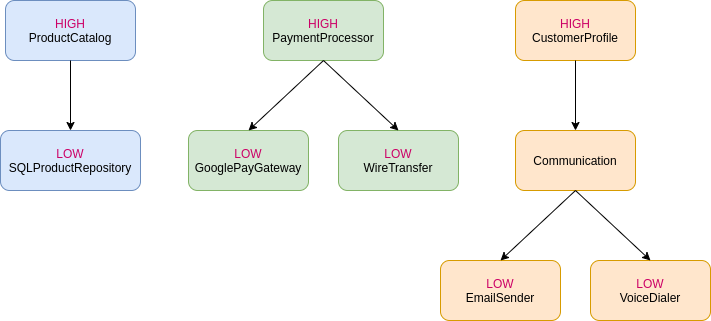 HIGH
ProductCatalog
HIGH
PaymentProcessor
HIGH
CustomerProfile
LOW
SQLProductRepository
LOW
GooglePayGateway
LOW
WireTransfer
Communication
LOW
EmailSender
LOW
VoiceDialer